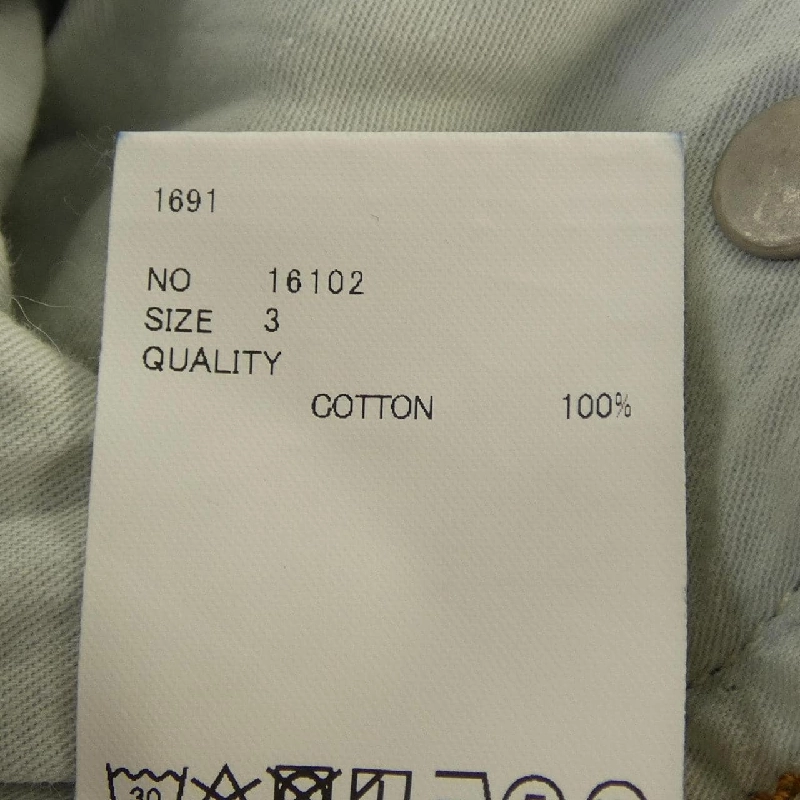 1691
NO 16102
SIZE 3
QUALITY
COTTON 100%
30